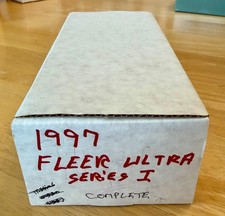 1997
FLEER ULTRA
SERIES I
COMPLETE